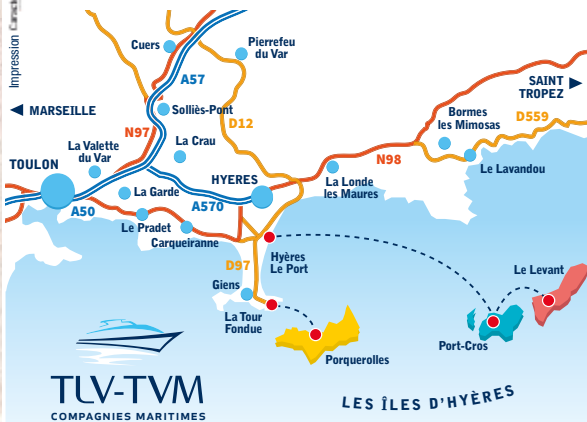 Impression
Cuers
Pierrefeu
du Var
A57
SAINT
TROPEZ
MARSEILLE
Solliès-Pont
D12
Bormes
les Mimosas
D559
N97
La Crau
La Valette
du Var
N98
TOULON
HYERES
Le Lavandou
La Londe
les Maures
La Garde
A50
A570
Le Pradet
Carqueiranne
Hyères
Le Port
D97
Le Levant
Giens
La Tour
Fondue
Port-Cros
Porquerolles
TLV-TVM
COMPAGNIES MARITIMES
LES ÎLES D'HYÈRES